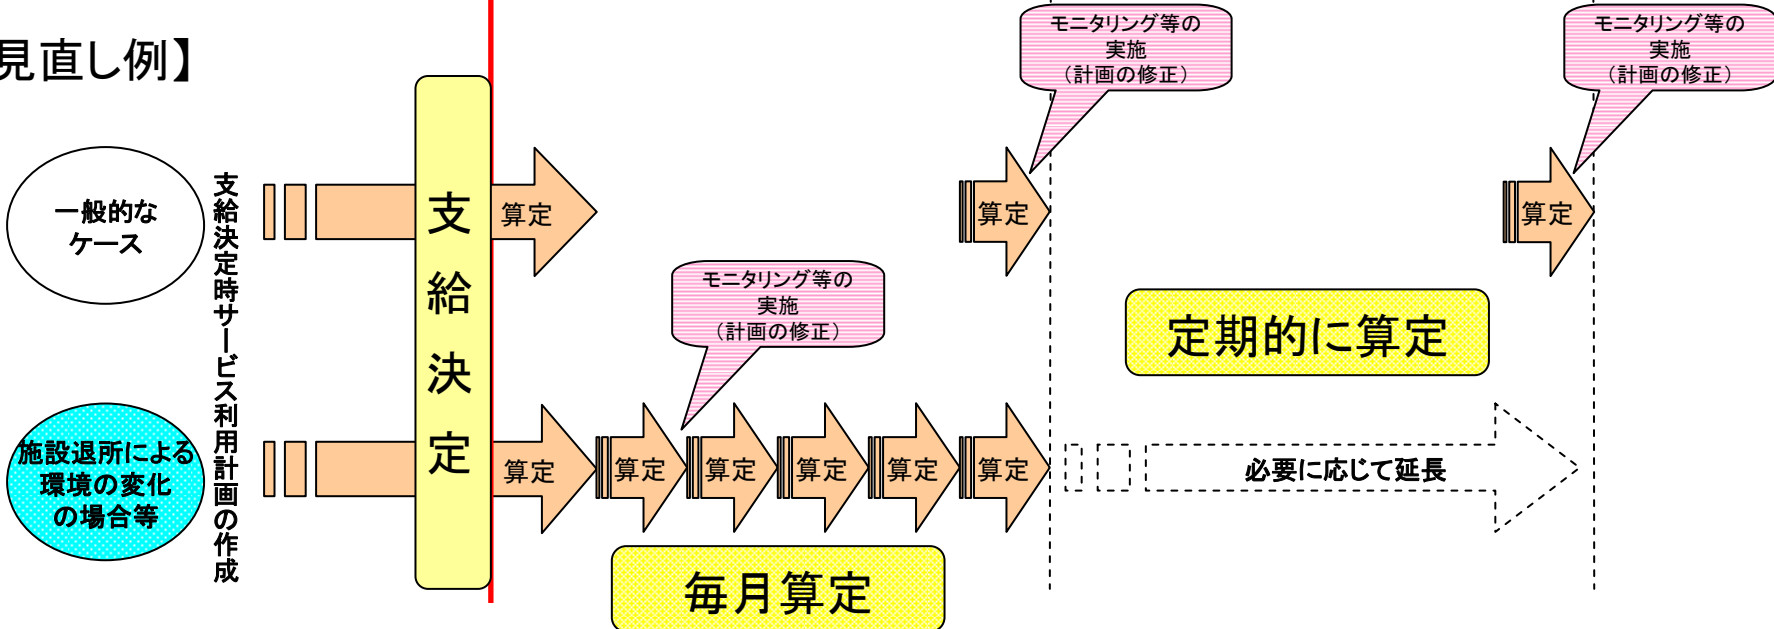 見直し例】
モニタリング等の
実施
（計画の修正）
モニタリング等の
実施
（計画の修正）
一般的な
ケース
支給決定時サービス利用計画の作成
支給決定
算定
算定
算定
モニタリング等の
実施
（計画の修正）
定期的に算定
施設退所による
環境の変化
の場合等
算定
算定
算定
算定
算定
算定
必要に応じて延長
毎月算定